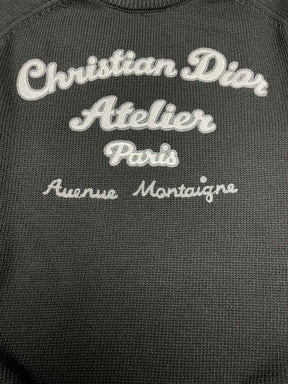 Christian Dior
Atelier
Paris
Avenue Montaigne